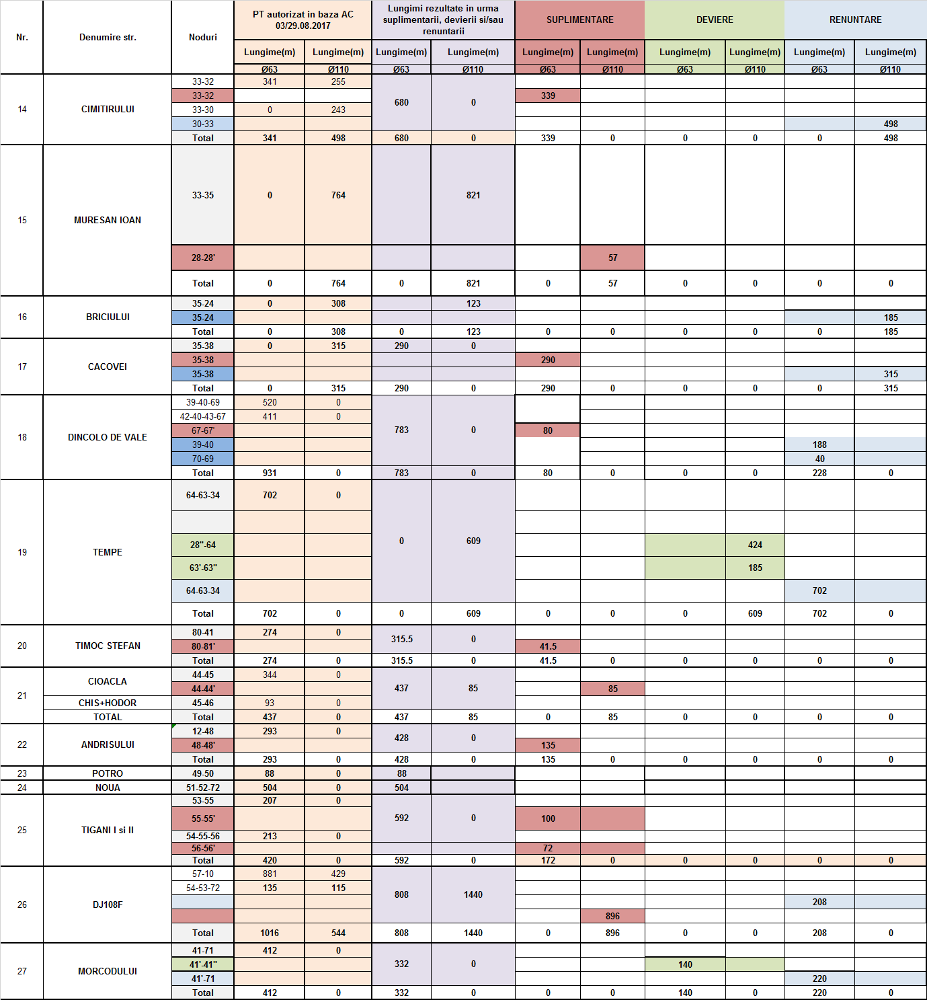 Nr. Denumire str. Noduri PT autorizat in baza AC 03/29.08.2017 Lungimi rezultate in urma suplimentarii, devierii si/sau renuntarii SUPLIMENTARE DEVIERE RENUNTARE
Lungime(m) Lungime(m) Lungime(m) Lungime(m) Lungime(m) Lungime(m) Lungime(m) Lungime(m) Lungime(m) Lungime(m)
Ø63 Ø110 Ø63 Ø110 Ø63 Ø110 Ø63 Ø110 Ø63 Ø110
14 CIMITIRULUI 33-32 341 255 680 0
33-32 339
33-30 0 243
30-33 498
Total 341 498 680 0 339 0 0 0 0 498
15 MURESAN IOAN 33-35 0 764 821
28-28' 57
Total 0 764 0 821 0 57 0 0 0 0
16 BRICIULUI 35-24 0 308 123
35-24 185
Total 0 308 0 123 0 0 0 0 0 185
17 CACOVEI 35-38 0 315 290 0
35-38 290
35-38 315
Total 0 315 290 0 290 0 0 0 0 315
18 DINCOLO DE VALE 39-40-69 520 0 783 0
42-40-43-67 411 0
67-67' 80
39-40 188
70-69 40
Total 931 0 783 0 80 0 0 0 228 0
19 TEMPE 64-63-34 702 0 0 609
28"-64 424
63'-63" 185
64-63-34 702
Total 702 0 0 609 0 0 0 609 702 0
20 TIMOC STEFAN 80-41 274 0 315.5 0
80-81' 41.5
Total 274 0 315.5 0 41.5 0 0 0 0 0
21 CIOACLA 44-45 344 0 437 85
44-44' 85
CHIS+HODOR 45-46 93 0
TOTAL Total 437 0 437 85 0 85 0 0 0 0
22 ANDRISULUI 12-48 293 0 428 0
48-48' 135
Total 293 0 428 0 135 0 0 0 0 0
23 POTRO 49-50 88 0 88
24 NOUA 51-52-72 504 0 504
25 TIGANI I si II 53-55 207 0 592 0
55-55' 100
54-55-56 213 0
56-56' 72
Total 420 0 592 0 172 0 0 0 0 0
26 DJ108F 57-10 881 429 808 1440
54-53-72 135 115
208
896
Total 1016 544 808 1440 0 896 0 0 208 0
27 MORCODULUI 41-71 412 0 332 0
41'-41" 140
41'-71 220
Total 412 0 332 0 0 0 140 0 220 0